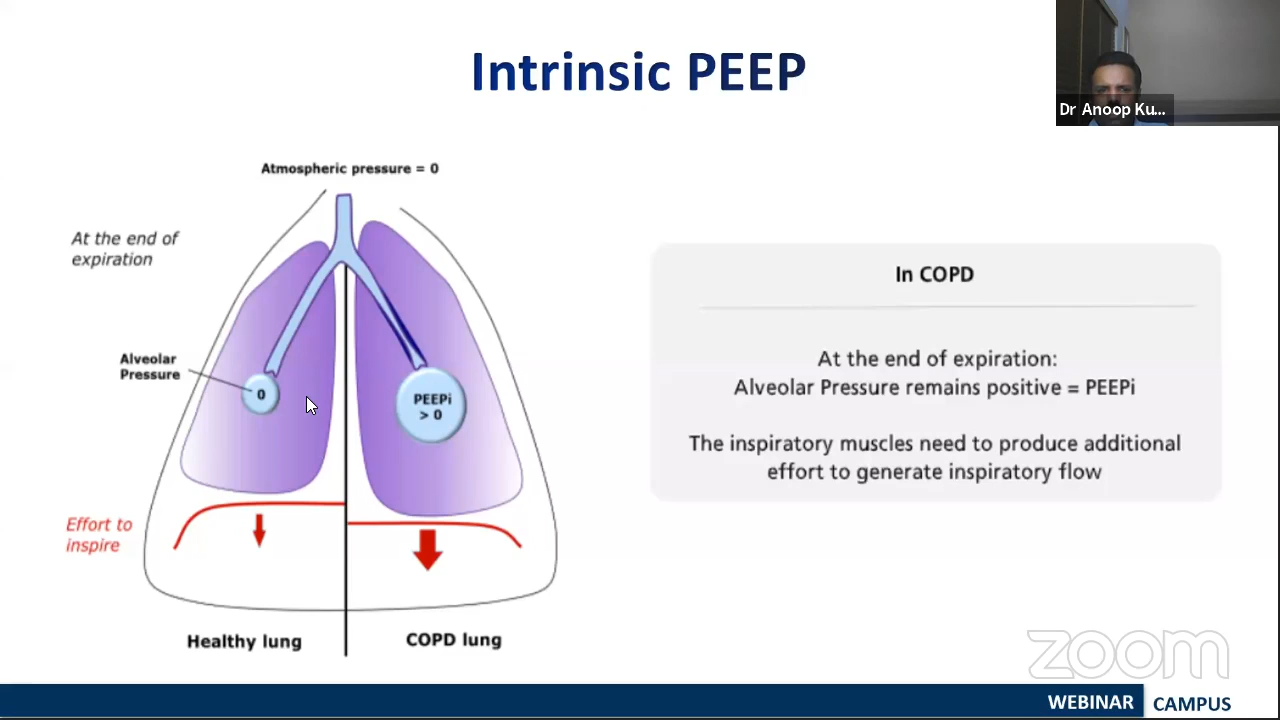 Intrinsic PEEP
Dr Anoop Ku...
Atmospheric pressure = 0
At the end of
expiration
Alveolar
Pressure
0
PEEPi
> 0
Effort to
inspire
Healthy lung
COPD lung
In COPD
At the end of expiration:
Alveolar Pressure remains positive = PEEPi
The inspiratory muscles need to produce additional
effort to generate inspiratory flow
zoom
WEBINAR CAMPUS